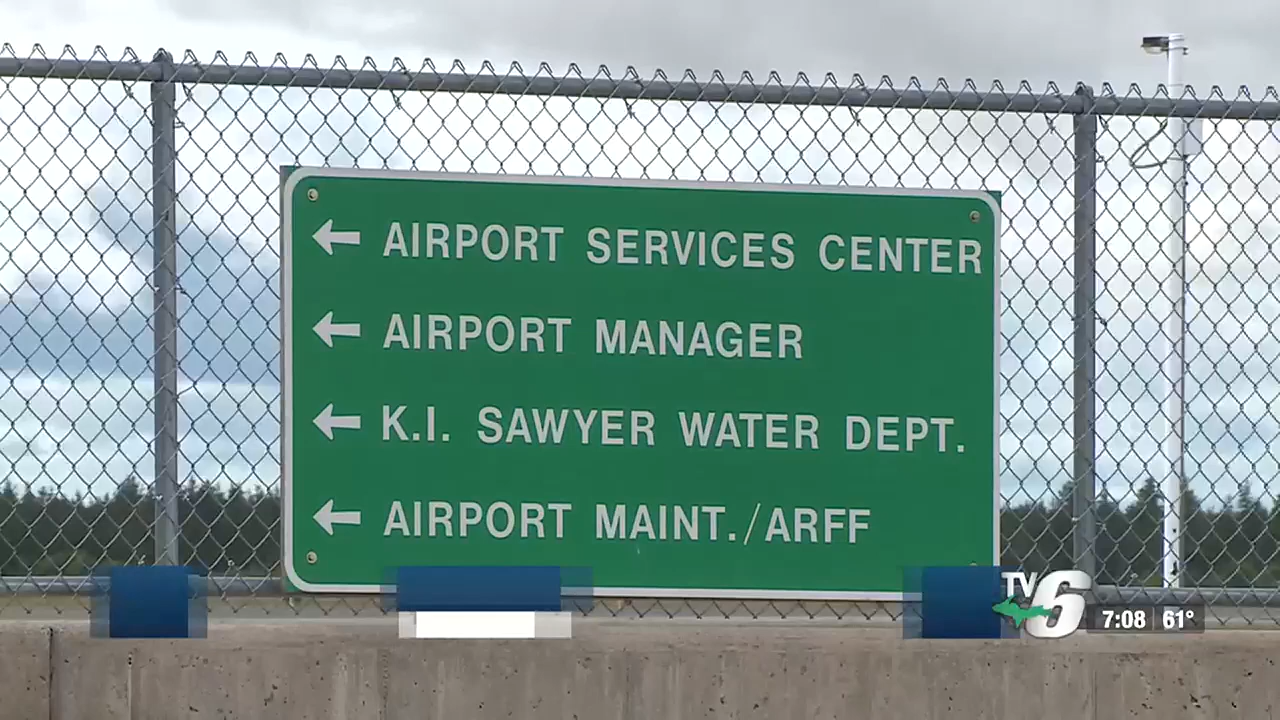 ← AIRPORT SERVICES CENTER
← AIRPORT MANAGER
← K.I. SAWYER WATER DEPT.
← AIRPORT MAINT./ARFF
TV6
7:08 61°